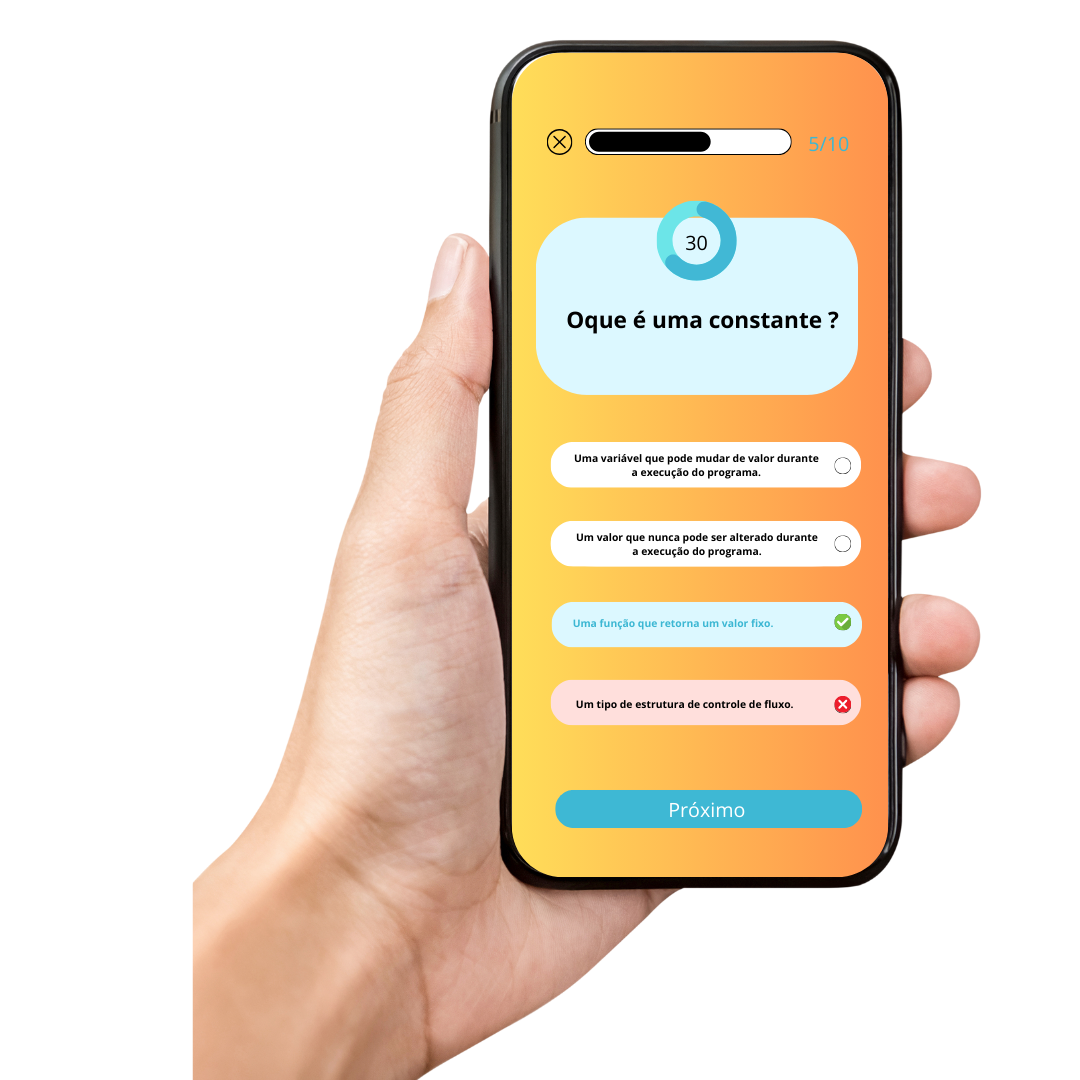 5/10
30
Oque é uma constante ?
Uma variável que pode mudar de valor durante
a execução do programa.
Um valor que nunca pode ser alterado durante
a execução do programa.
Uma função que retorna um valor fixo.
Um tipo de estrutura de controle de fluxo.
Próximo